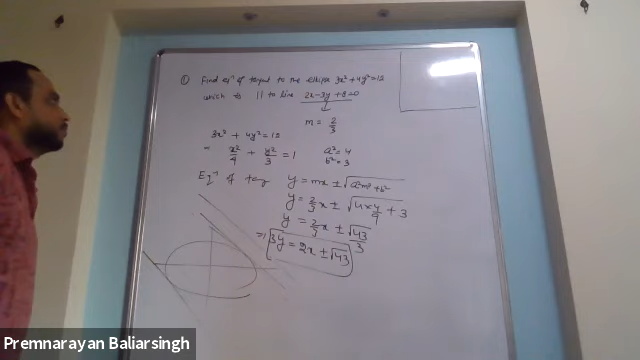 ① Find eqⁿ of tangent to the ellipse 3x² + 4y² = 12
which is || to line 2x - 3y + 8 = 0
m = 2/3
3x² + 4y² = 12
x²/4 + y²/3 = 1
a² = 4
b² = 3
Eqⁿ of tan y = mx ± √(a²m² + b²)
y = 2/3 x ± √(4 × 4/9 + 3)
y = 2/3 x ± √43/3
⇒ 3y = 2x ± √43
Premnarayan Baliarsingh